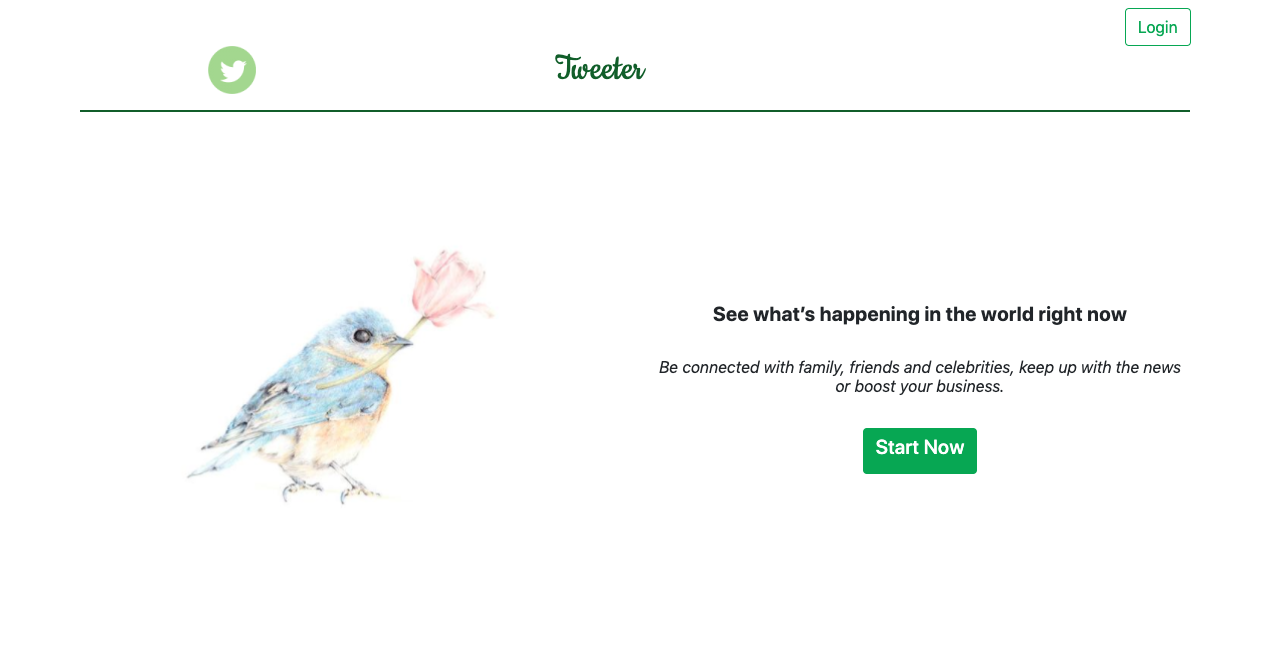 Login
Tweeter
See what’s happening in the world right now
Be connected with family, friends and celebrities, keep up with the news
or boost your business.
Start Now